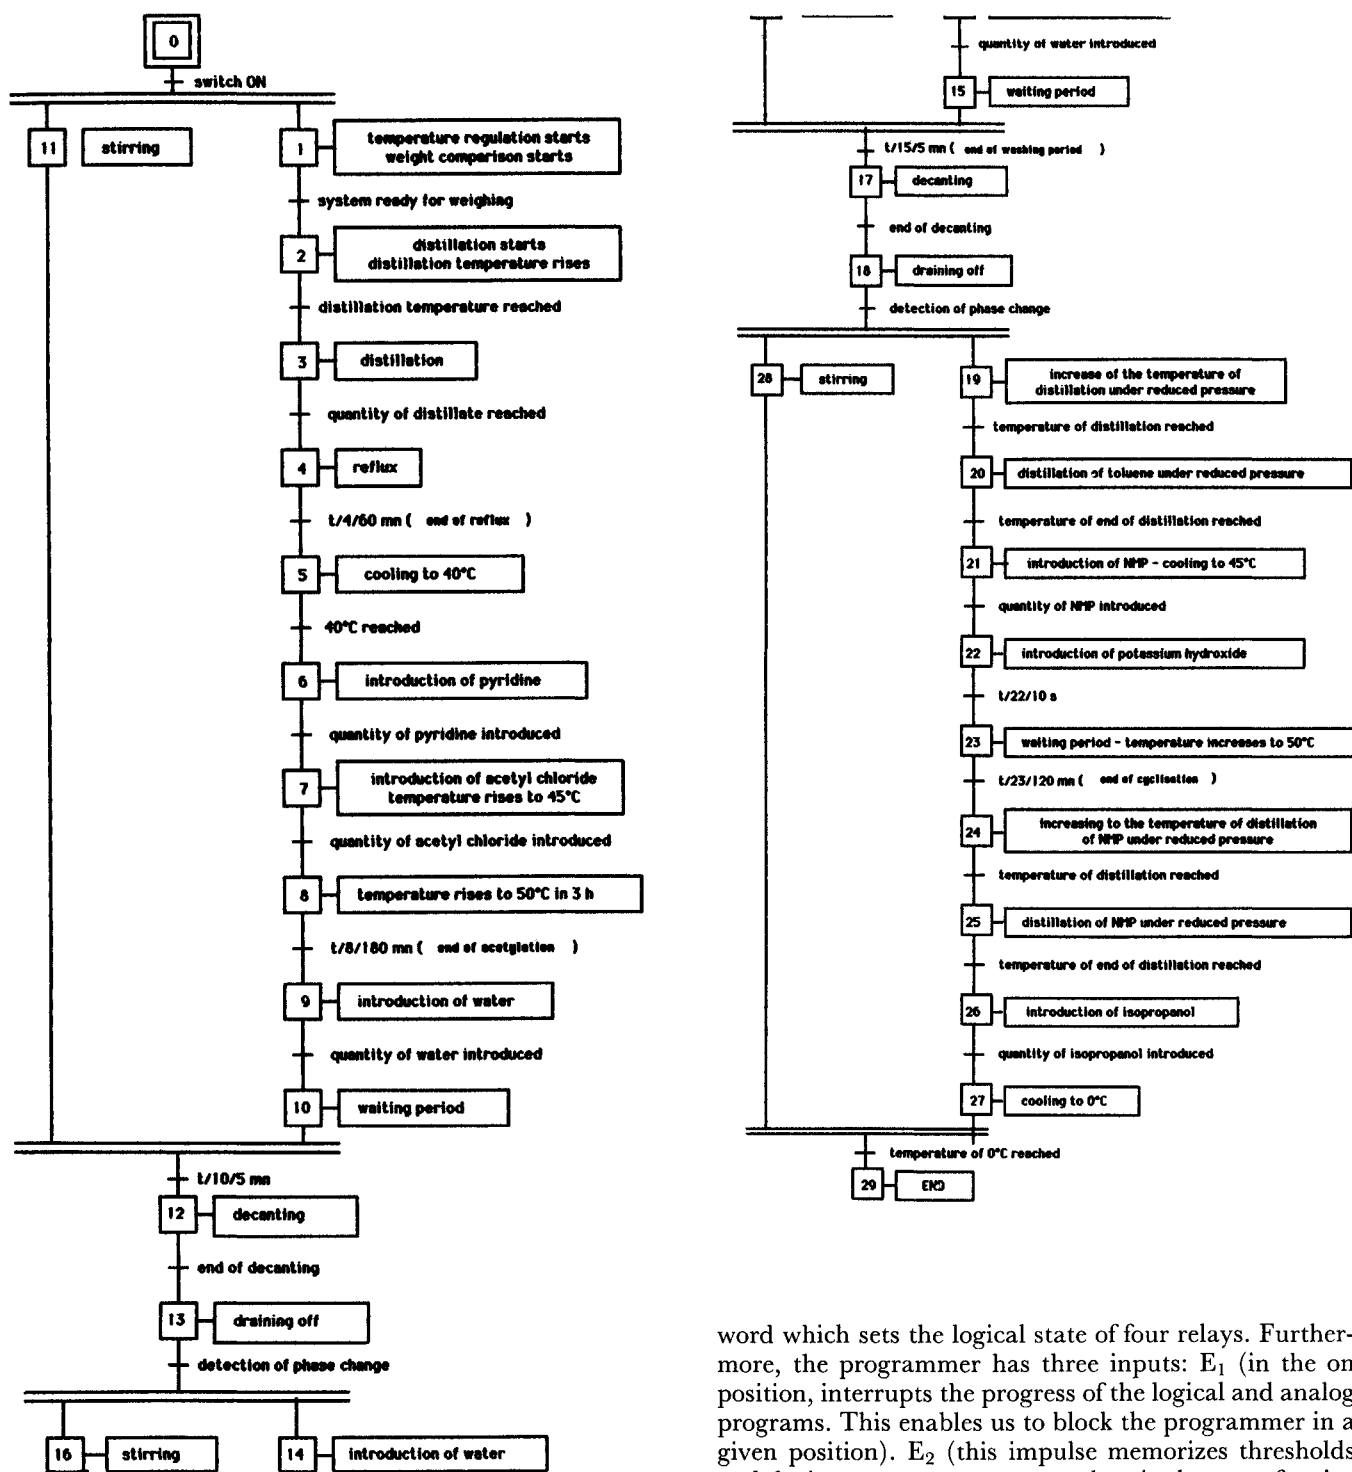 0
switch ON
11 stirring
1 temperature regulation starts
weight comparison starts
system ready for weighing
2 distillation starts
distillation temperature rises
distillation temperature reached
3 distillation
quantity of distillate reached
4 reflux
t/4/60 mn ( end of reflux )
5 cooling to 40°C
40°C reached
6 introduction of pyridine
quantity of pyridine introduced
7 introduction of acetyl chloride
temperature rises to 45°C
quantity of acetyl chloride introduced
8 temperature rises to 50°C in 3 h
t/8/180 mn ( end of acetylation )
9 introduction of water
quantity of water introduced
10 waiting period
t/10/5 mn
12 decanting
end of decanting
13 draining off
detection of phase change
16 stirring
14 introduction of water
quantity of water introduced
15 waiting period
t/15/5 mn ( end of washing period )
17 decanting
end of decanting
18 draining off
detection of phase change
28 stirring
19 increase of the temperature of
distillation under reduced pressure
temperature of distillation reached
20 distillation of toluene under reduced pressure
temperature of end of distillation reached
21 introduction of NMP - cooling to 45°C
quantity of NMP introduced
22 introduction of potassium hydroxide
t/22/10 s
23 waiting period - temperature increases to 50°C
t/23/120 mn ( end of cyclisation )
24 increasing to the temperature of distillation
of NMP under reduced pressure
temperature of distillation reached
25 distillation of NMP under reduced pressure
temperature of end of distillation reached
26 introduction of isopropanol
quantity of isopropanol introduced
27 cooling to 0°C
temperature of 0°C reached
29 END
word which sets the logical state of four relays. Further-
more, the programmer has three inputs: E₁ (in the on
position, interrupts the progress of the logical and analog
programs. This enables us to block the programmer in a
given position). E₂ (this impulse memorizes thresholds